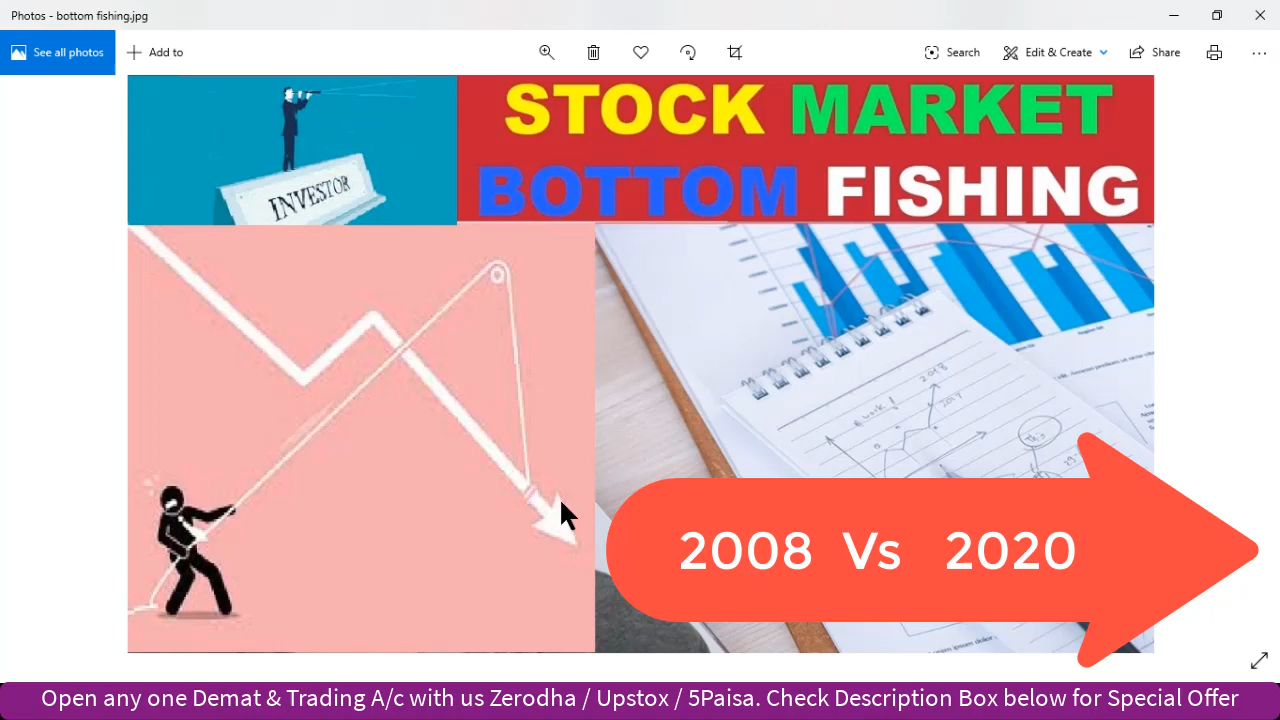 Photos - bottom fishing.jpg
See all photos
Add to
Search
Edit & Create
Share
STOCK MARKET
BOTTOM FISHING
INVESTOR
2018
2017
2008 Vs 2020
Open any one Demat & Trading A/c with us Zerodha / Upstox / 5Paisa. Check Description Box below for Special Offer